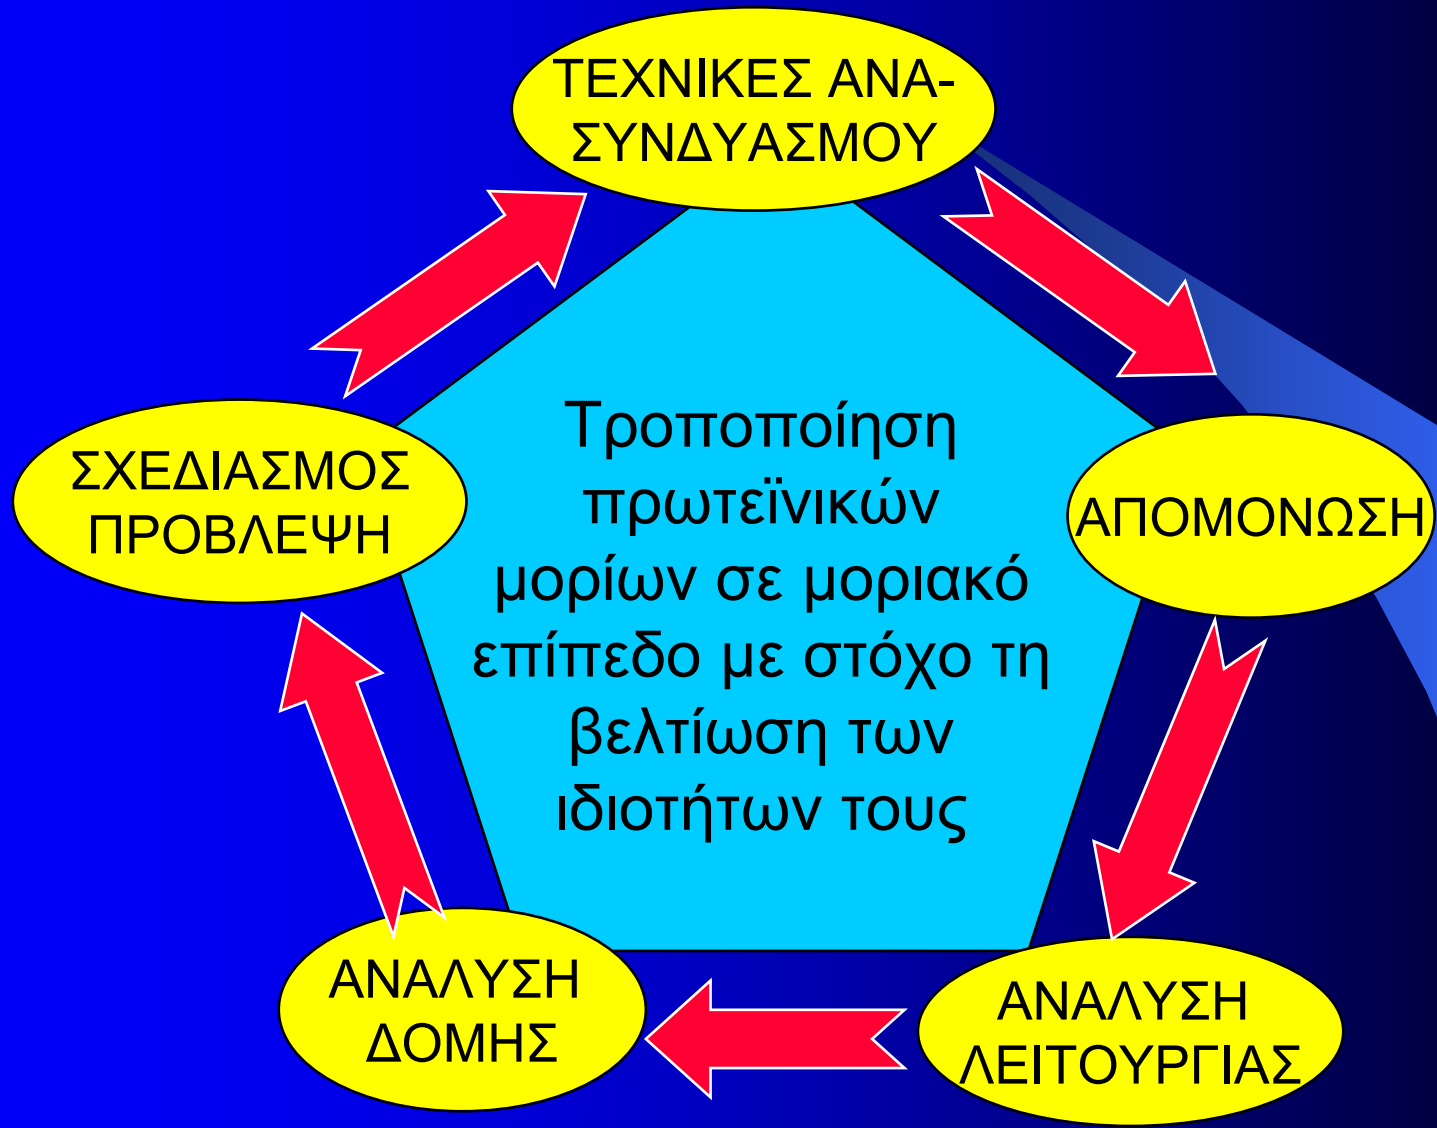 ΤΕΧΝΙΚΕΣ ΑΝΑ-
ΣΥΝΔΥΑΣΜΟΥ
ΑΠΟΜΟΝΩΣΗ
ΑΝΑΛΥΣΗ
ΛΕΙΤΟΥΡΓΙΑΣ
ΑΝΑΛΥΣΗ
ΔΟΜΗΣ
ΣΧΕΔΙΑΣΜΟΣ
ΠΡΟΒΛΕΨΗ
Τροποποίηση
πρωτεϊνικών
μορίων σε μοριακό
επίπεδο με στόχο τη
βελτίωση των
ιδιοτήτων τους